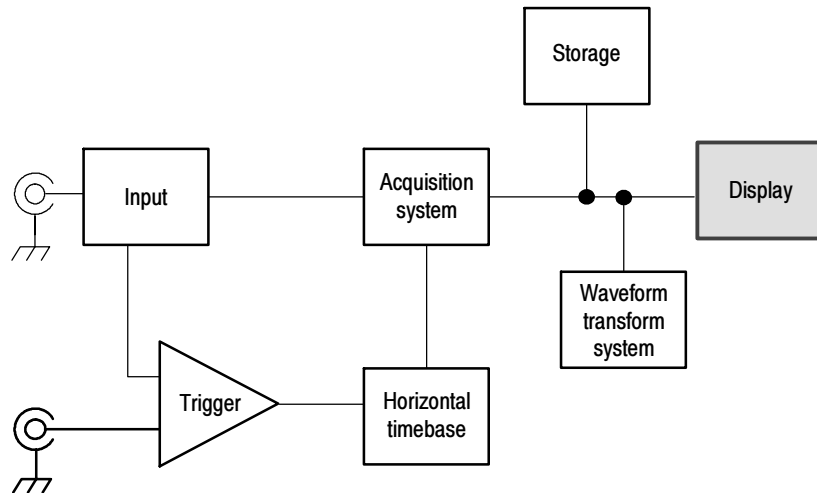 Storage
Input
Acquisition
system
Display
Waveform
transform
system
Trigger
Horizontal
timebase